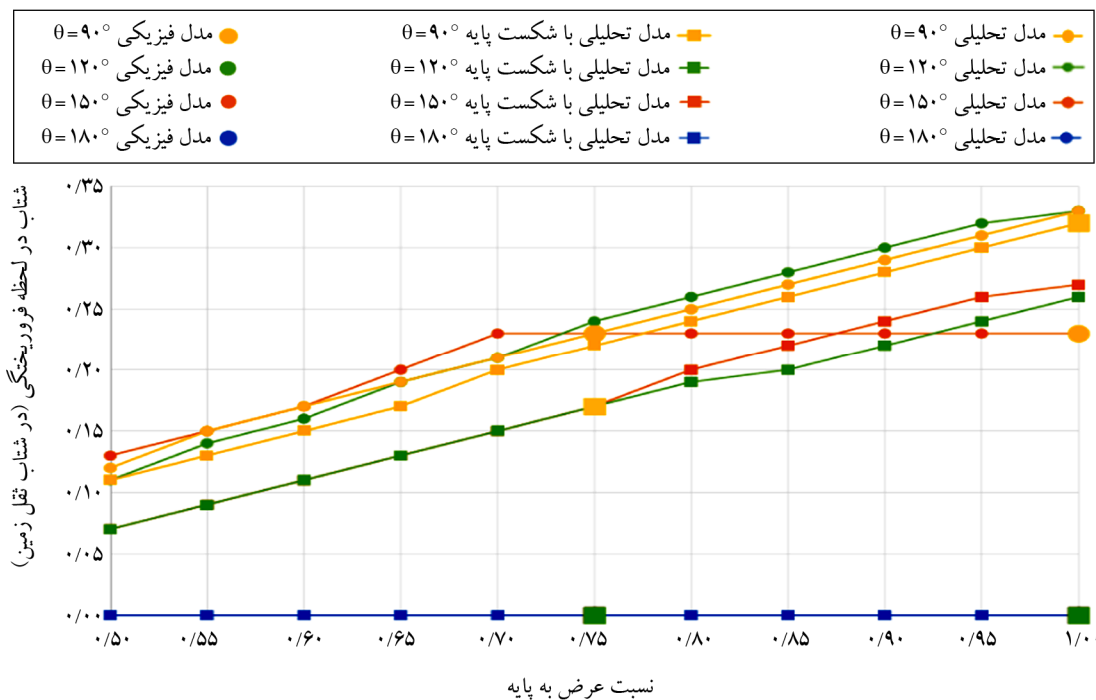 مدل تحلیلی θ=۹۰°
مدل تحلیلی با شکست پایه θ=۹۰°
مدل فیزیکی θ=۹۰°
مدل تحلیلی θ=۱۲۰°
مدل تحلیلی با شکست پایه θ=۱۲۰°
مدل فیزیکی θ=۱۲۰°
مدل تحلیلی θ=۱۵۰°
مدل تحلیلی با شکست پایه θ=۱۵۰°
مدل فیزیکی θ=۱۵۰°
مدل تحلیلی θ=۱۸۰°
مدل تحلیلی با شکست پایه θ=۱۸۰°
مدل فیزیکی θ=۱۸۰°
شتاب در لحظه فروریختگی (در شتاب ثقل زمین)
۰/۳۵
۰/۳۰
۰/۲۵
۰/۲۰
۰/۱۵
۰/۱۰
۰/۰۵
۰/۰۰
۰/۵۰ ۰/۵۵ ۰/۶۰ ۰/۶۵ ۰/۷۰ ۰/۷۵ ۰/۸۰ ۰/۸۵ ۰/۹۰ ۰/۹۵ ۱/۰۰
نسبت عرض به پایه